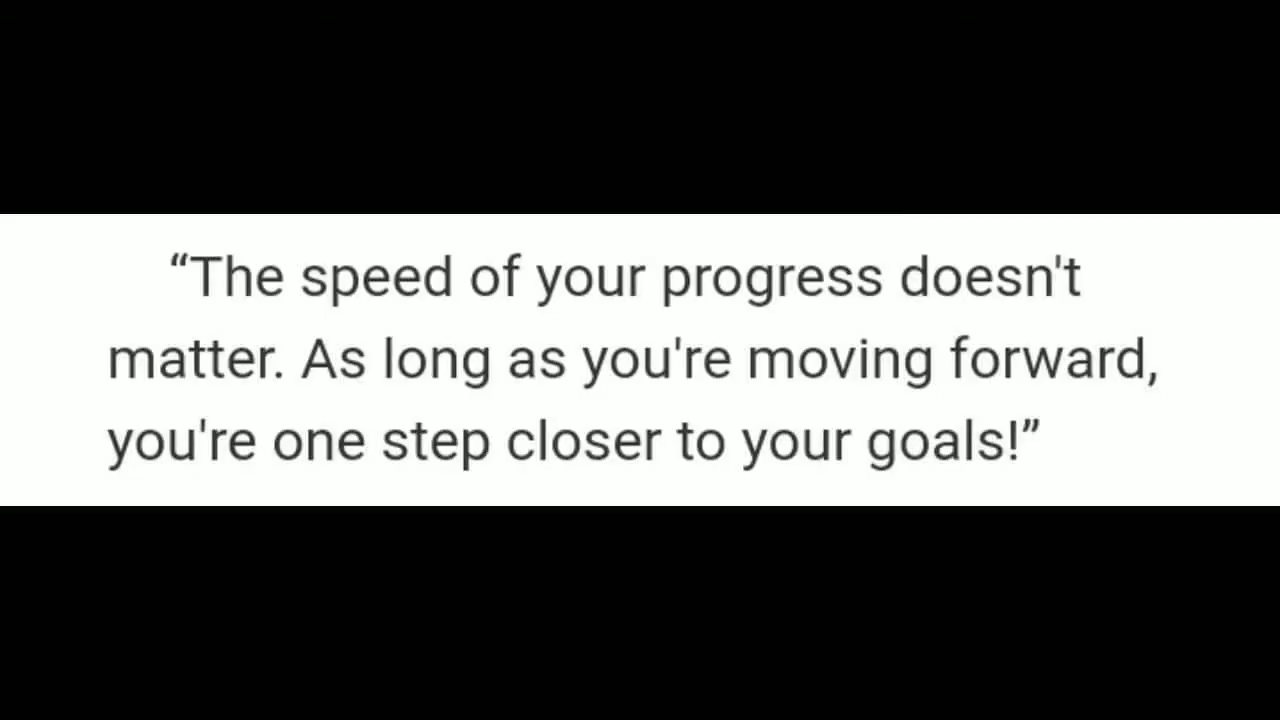 “The speed of your progress doesn't
matter. As long as you're moving forward,
you're one step closer to your goals!”